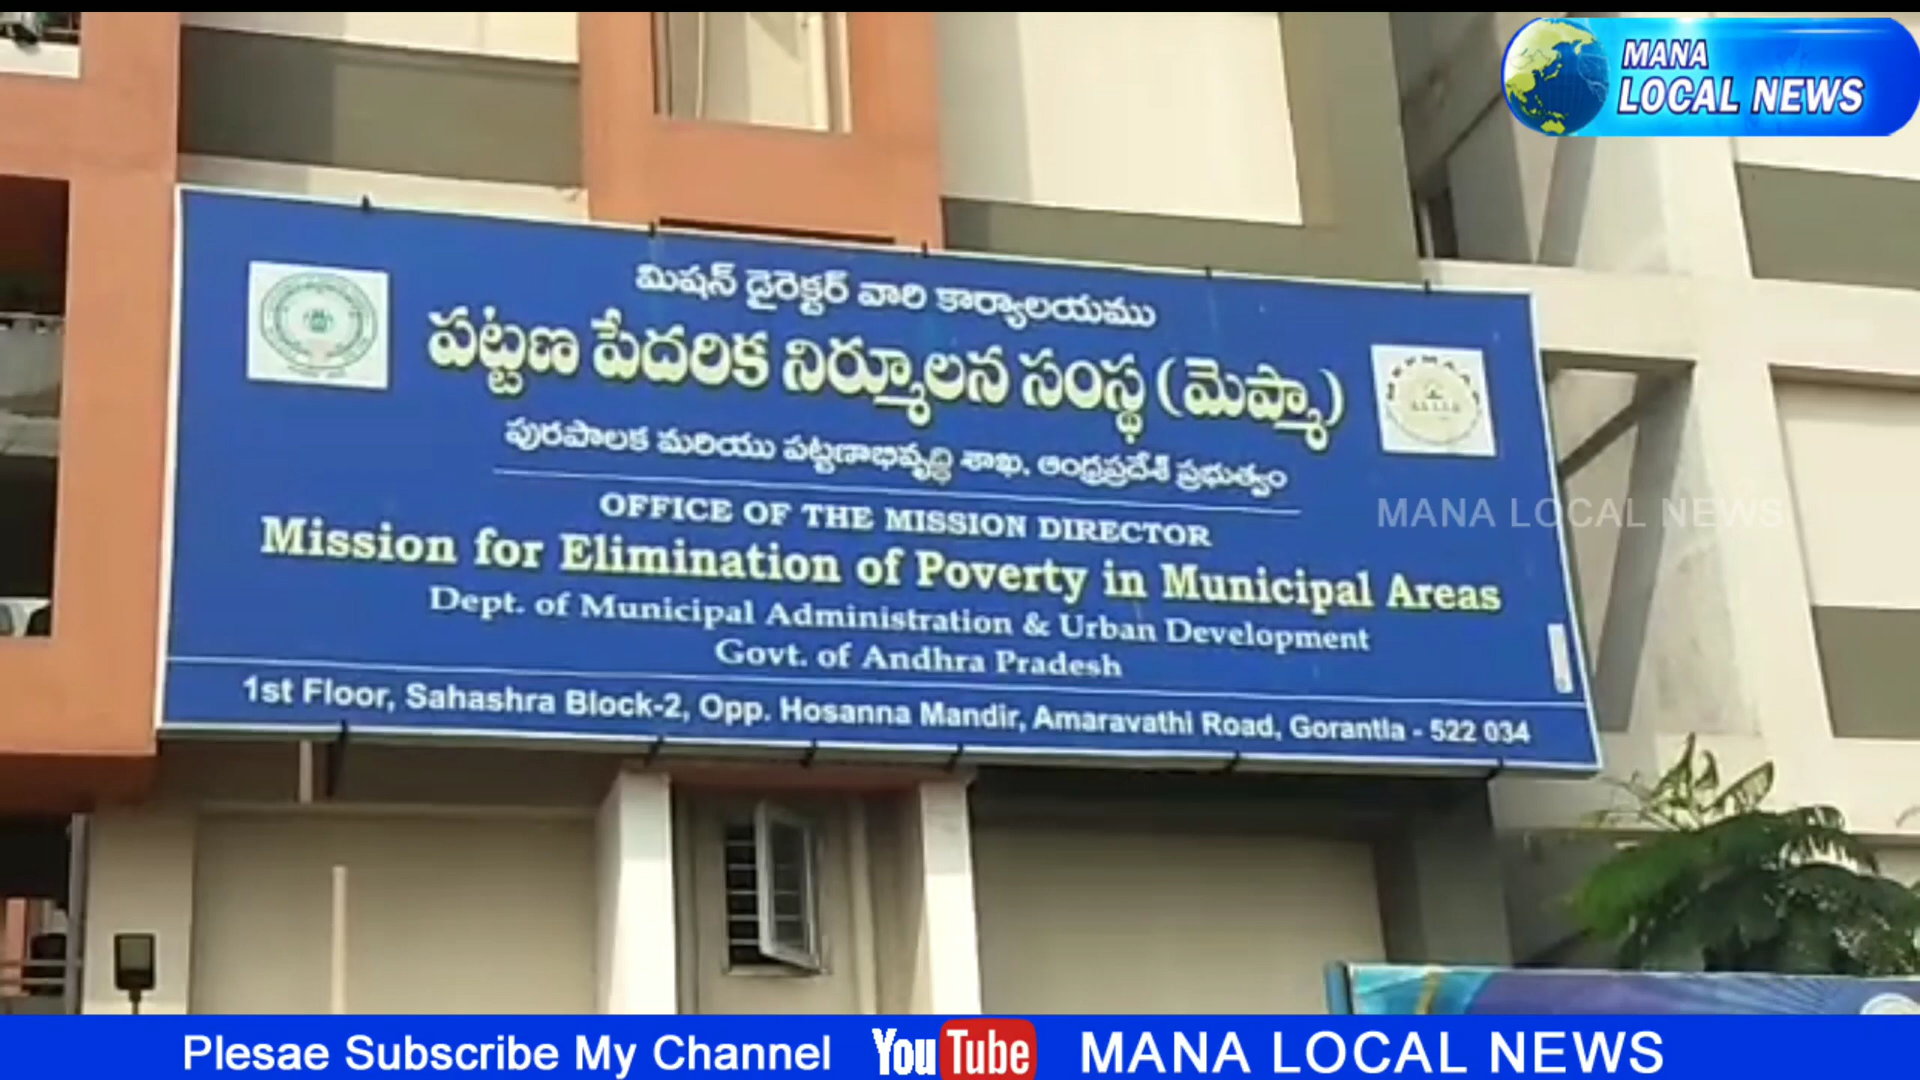 MANA
LOCAL NEWS
మిషన్ డైరెక్టర్ వారి కార్యాలయము
పట్టణ పేదరిక నిర్మూలన సంస్థ (మెప్మా)
పురపాలక మరియు పట్టణాభివృద్ధి శాఖ, ఆంధ్రప్రదేశ్ ప్రభుత్వం
MANA LOCAL NEWS
OFFICE OF THE MISSION DIRECTOR
Mission for Elimination of Poverty in Municipal Areas
Dept. of Municipal Administration & Urban Development
Govt. of Andhra Pradesh
1st Floor, Sahashra Block-2, Opp. Hosanna Mandir, Amaravathi Road, Gorantla - 522 034
Plesae Subscribe My Channel YouTube MANA LOCAL NEWS